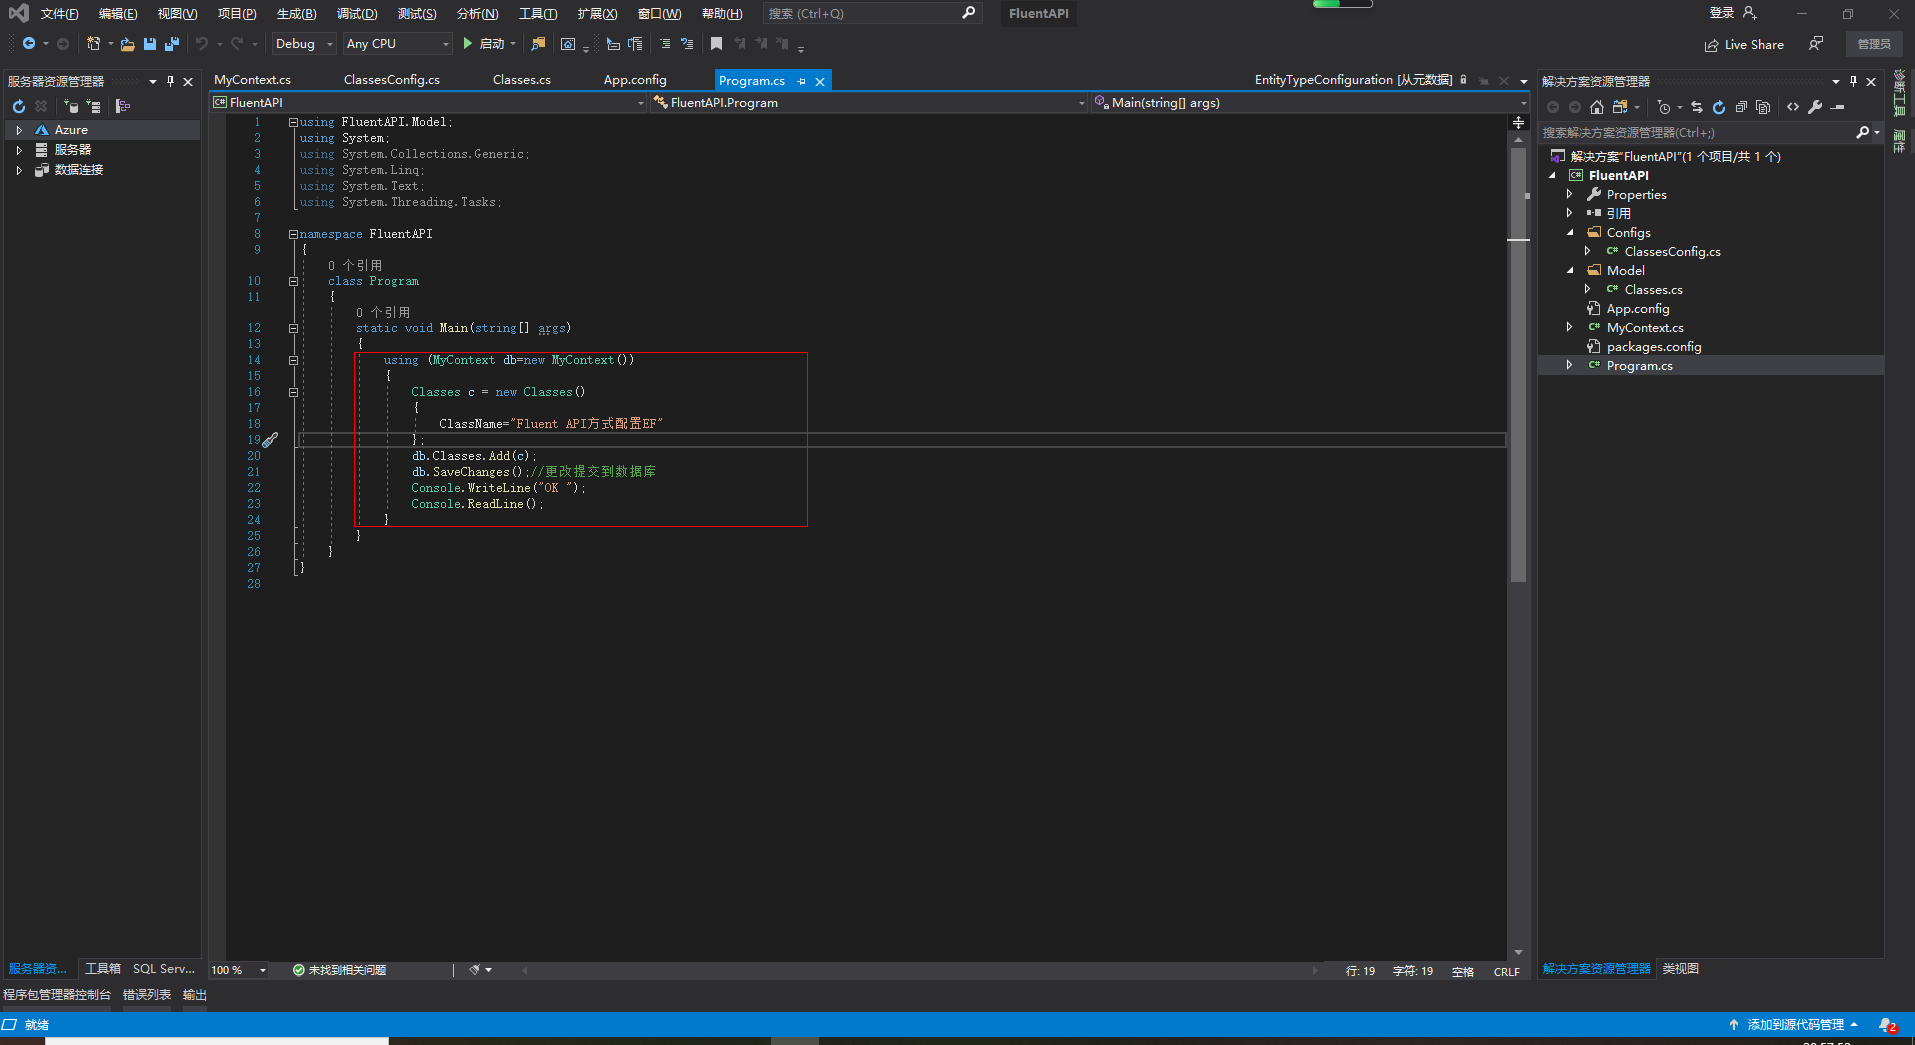 文件(F) 编辑(E) 视图(V) 项目(P) 生成(B) 调试(D) 测试(S) 分析(N) 工具(T) 扩展(X) 窗口(W) 帮助(H) 搜索 (Ctrl+Q) FluentAPI 登录
Debug Any CPU 启动 Live Share 管理员
服务器资源管理器
Azure
服务器
数据连接
MyContext.cs ClassesConfig.cs Classes.cs App.config Program.cs EntityTypeConfiguration [从元数据]
FluentAPI FluentAPI.Program Main(string[] args)
1 using FluentAPI.Model;
2 using System;
3 using System.Collections.Generic;
4 using System.Linq;
5 using System.Text;
6 using System.Threading.Tasks;
7
8 namespace FluentAPI
9 {
0 个引用
10 class Program
11 {
0 个引用
12 static void Main(string[] args)
13 {
14 using (MyContext db=new MyContext())
15 {
16 Classes c = new Classes()
17 {
18 ClassName="Fluent API方式配置EF"
19 };
20 db.Classes.Add(c);
21 db.SaveChanges();//更改提交到数据库
22 Console.WriteLine("OK ");
23 Console.ReadLine();
24 }
25 }
26 }
27 }
28
解决方案资源管理器
搜索解决方案资源管理器(Ctrl+;)
解决方案"FluentAPI"(1 个项目/共 1 个)
FluentAPI
Properties
引用
Configs
ClassesConfig.cs
Model
Classes.cs
App.config
MyContext.cs
packages.config
Program.cs
诊断工具
属性
服务器资... 工具箱 SQL Serv...
100 % 未找到相关问题 行: 19 字符: 19 空格 CRLF
解决方案资源管理器 类视图
程序包管理器控制台 错误列表 输出
就绪 添加到源代码管理 2